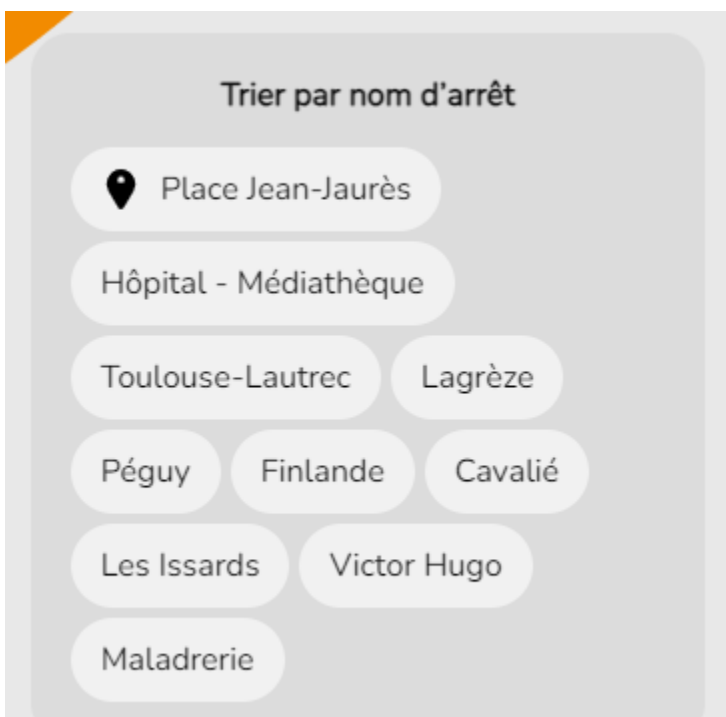 Trier par nom d’arrêt
Place Jean-Jaurès
Hôpital - Médiathèque
Toulouse-Lautrec Lagrèze
Péguy Finlande Cavalié
Les Issards Victor Hugo
Maladrerie